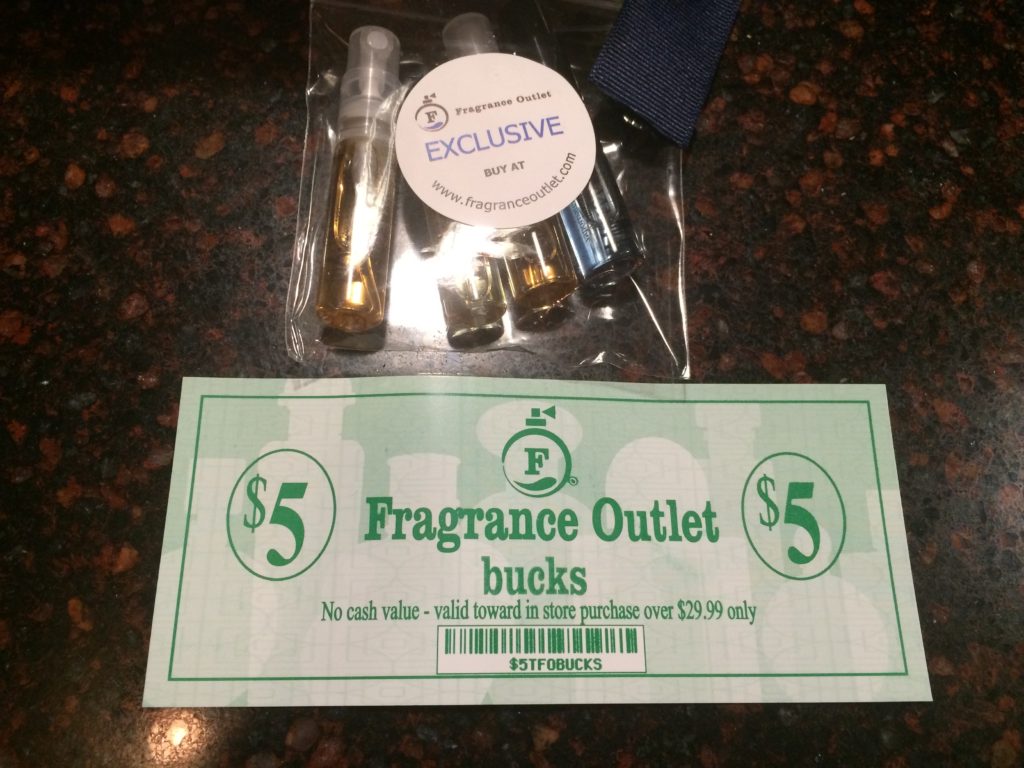 F
Fragrance Outlet
EXCLUSIVE
BUY AT
www.fragranceoutlet.com
F
$5
$5
Fragrance Outlet
bucks
No cash value - valid toward in store purchase over $29.99 only
$5TFOBUCKS